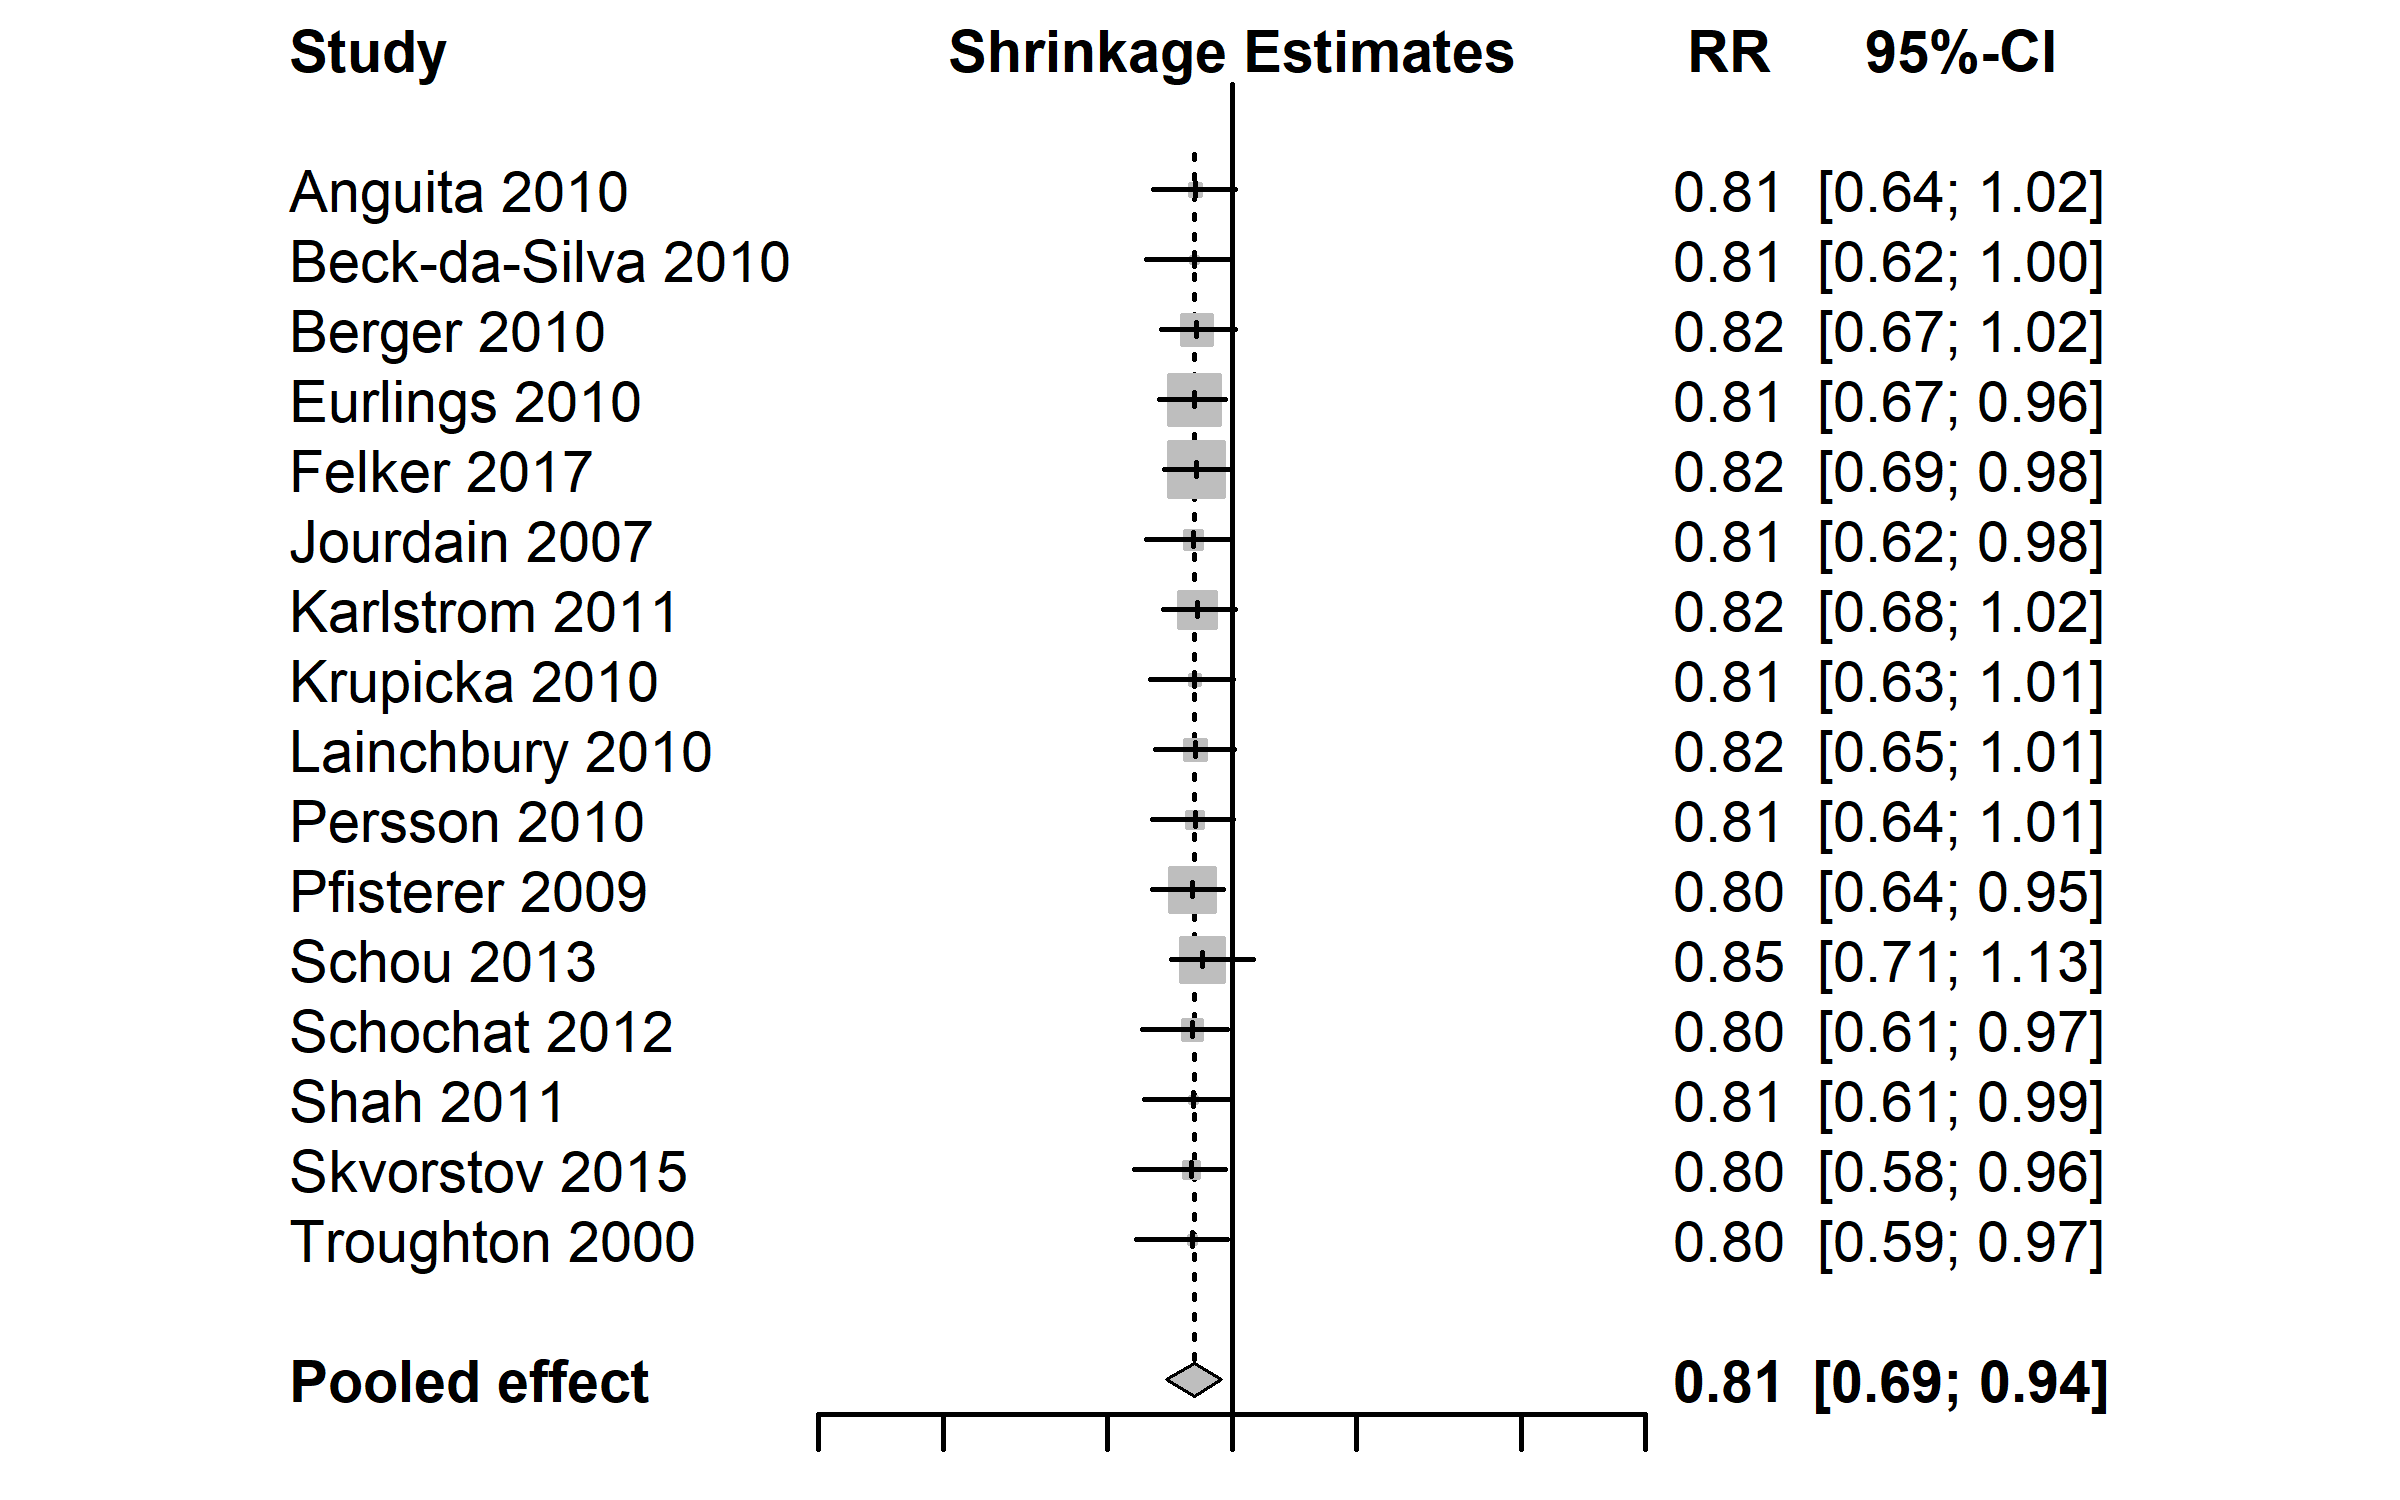 Study Shrinkage Estimates RR 95%-CI
Anguita 2010 0.81 [0.64; 1.02]
Beck-da-Silva 2010 0.81 [0.62; 1.00]
Berger 2010 0.82 [0.67; 1.02]
Eurlings 2010 0.81 [0.67; 0.96]
Felker 2017 0.82 [0.69; 0.98]
Jourdain 2007 0.81 [0.62; 0.98]
Karlstrom 2011 0.82 [0.68; 1.02]
Krupicka 2010 0.81 [0.63; 1.01]
Lainchbury 2010 0.82 [0.65; 1.01]
Persson 2010 0.81 [0.64; 1.01]
Pfisterer 2009 0.80 [0.64; 0.95]
Schou 2013 0.85 [0.71; 1.13]
Schochat 2012 0.80 [0.61; 0.97]
Shah 2011 0.81 [0.61; 0.99]
Skvorstov 2015 0.80 [0.58; 0.96]
Troughton 2000 0.80 [0.59; 0.97]
Pooled effect 0.81 [0.69; 0.94]